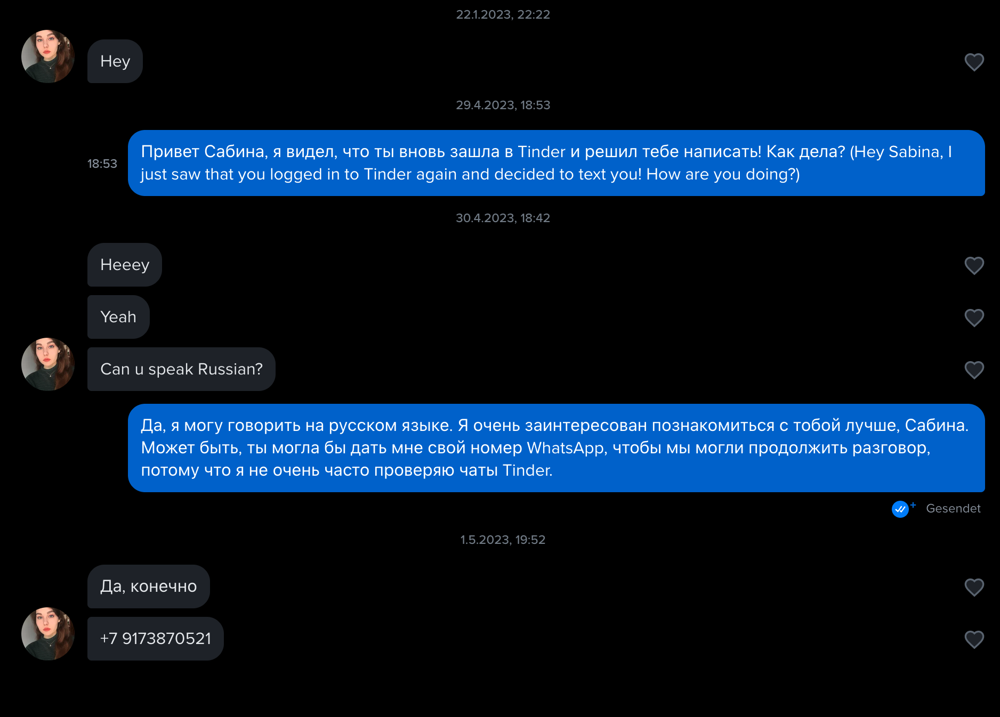 22.1.2023, 22:22
Hey
29.4.2023, 18:53
18:53
Привет Сабина, я видел, что ты вновь зашла в Tinder и решил тебе написать! Как дела? (Hey Sabina, I
just saw that you logged in to Tinder again and decided to text you! How are you doing?)
30.4.2023, 18:42
Heeey
Yeah
Can u speak Russian?
Да, я могу говорить на русском языке. Я очень заинтересован познакомиться с тобой лучше, Сабина.
Может быть, ты могла бы дать мне свой номер WhatsApp, чтобы мы могли продолжить разговор,
потому что я не очень часто проверяю чаты Tinder.
Gesendet
1.5.2023, 19:52
Да, конечно
+7 9173870521